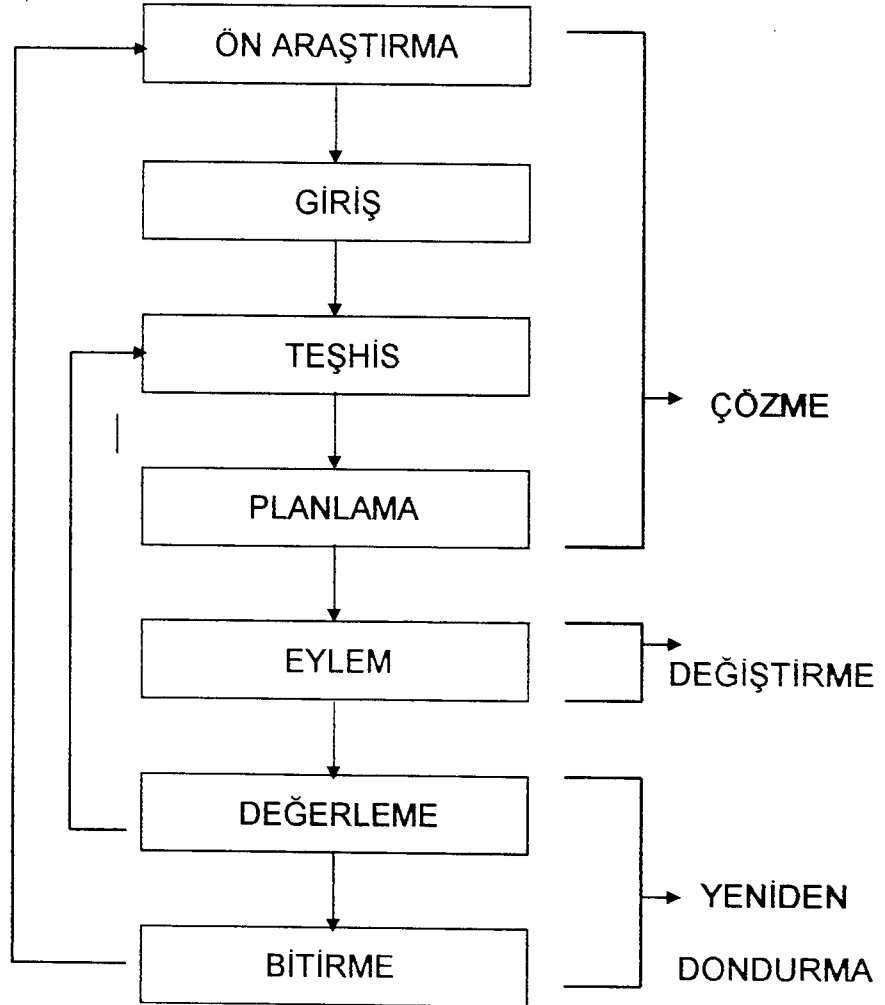 ÖN ARAŞTIRMA
GİRİŞ
TEŞHİS
PLANLAMA
EYLEM
DEĞERLEME
BİTİRME
ÇÖZME
DEĞİŞTİRME
YENİDEN
DONDURMA